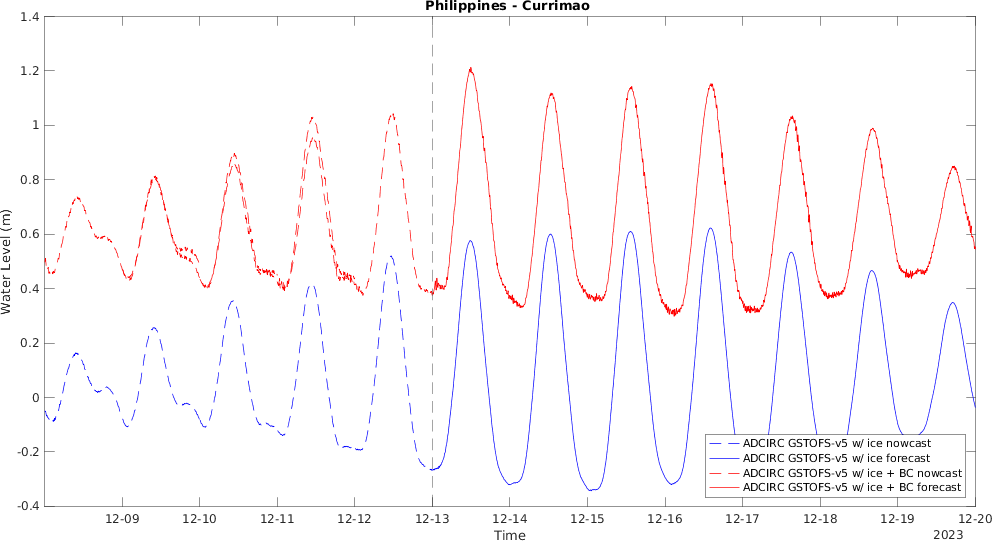 Philippines - Currimao
1.4
1.2
1
0.8
0.6
0.4
0.2
0
-0.2
-0.4
Water Level (m)
ADCIRC GSTOFS-v5 w/ ice nowcast
ADCIRC GSTOFS-v5 w/ ice forecast
ADCIRC GSTOFS-v5 w/ ice + BC nowcast
ADCIRC GSTOFS-v5 w/ ice + BC forecast
12-09 12-10 12-11 12-12 12-13 12-14 12-15 12-16 12-17 12-18 12-19 12-20
Time
2023